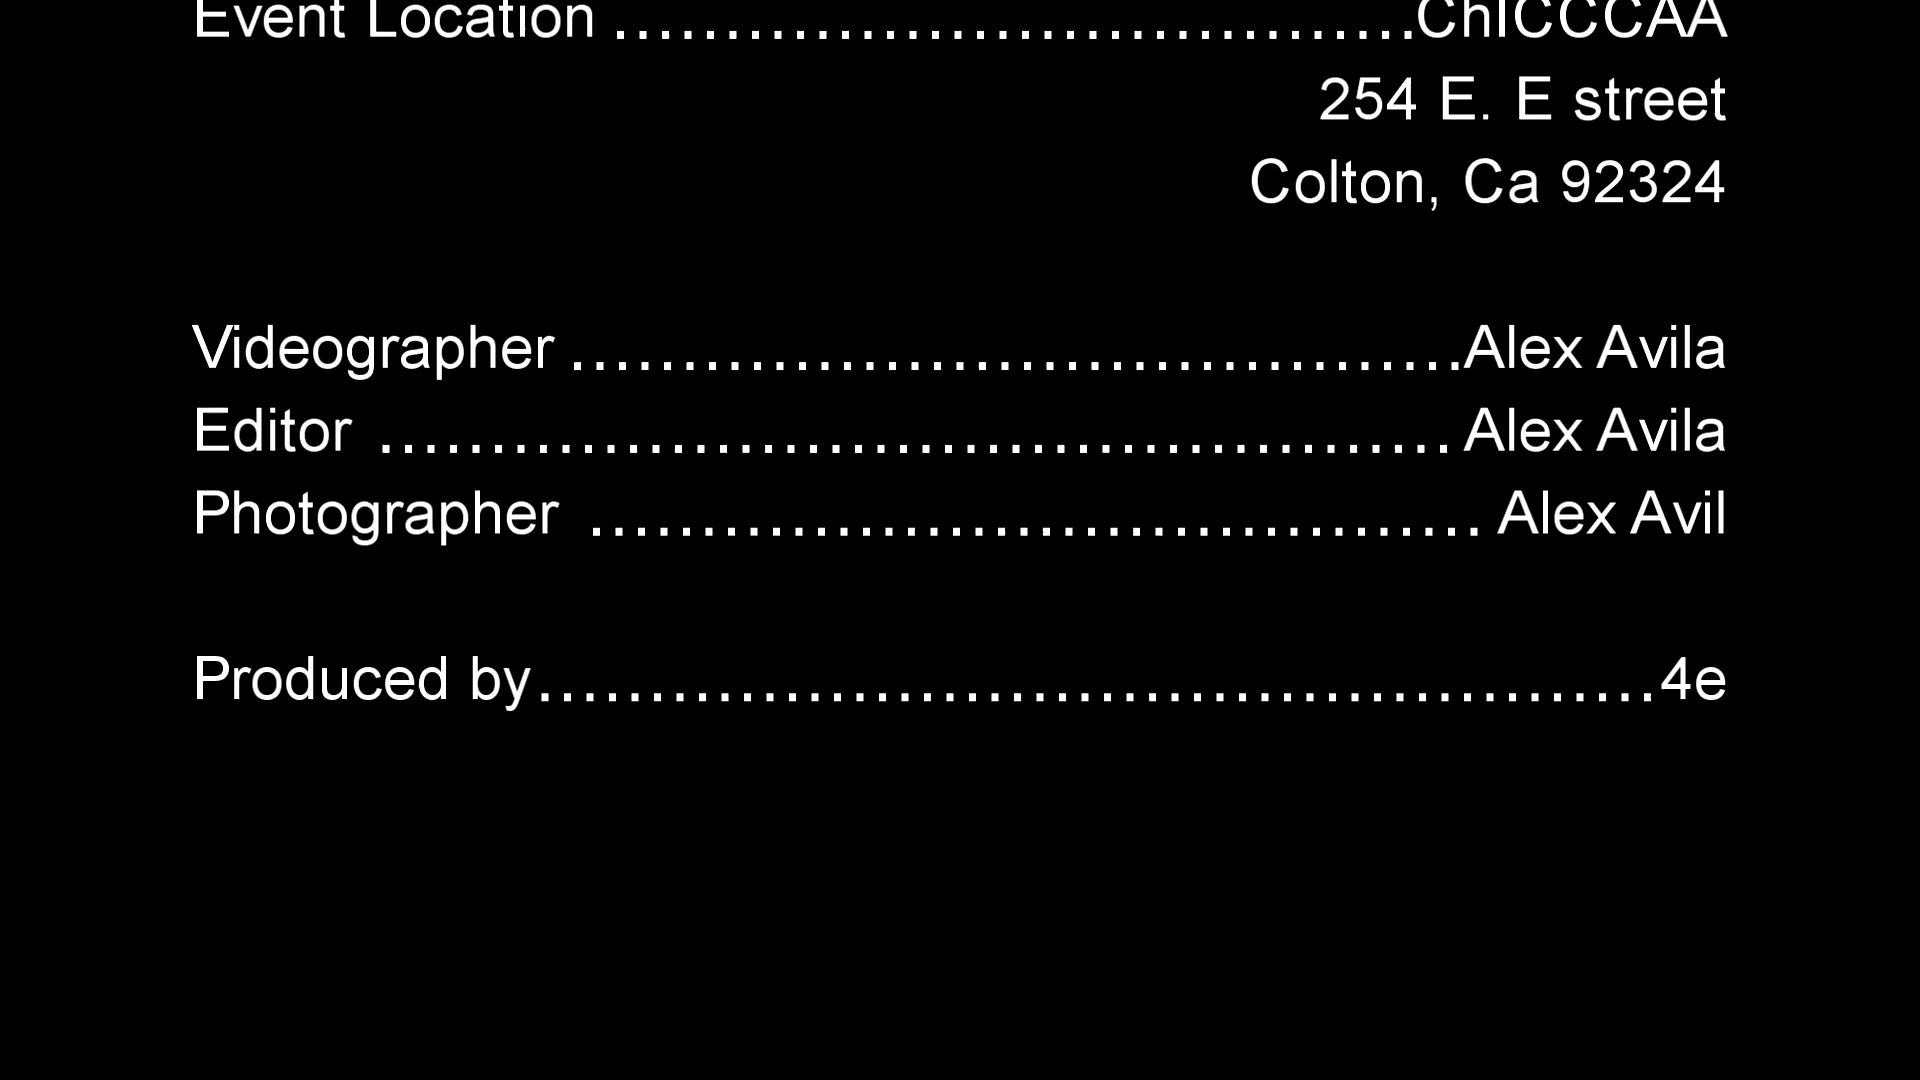 Event Location ....................................ChICCCAA
254 E. E street
Colton, Ca 92324
Videographer ........................................Alex Avila
Editor ................................................ Alex Avila
Photographer ........................................ Alex Avil
Produced by..................................................4e